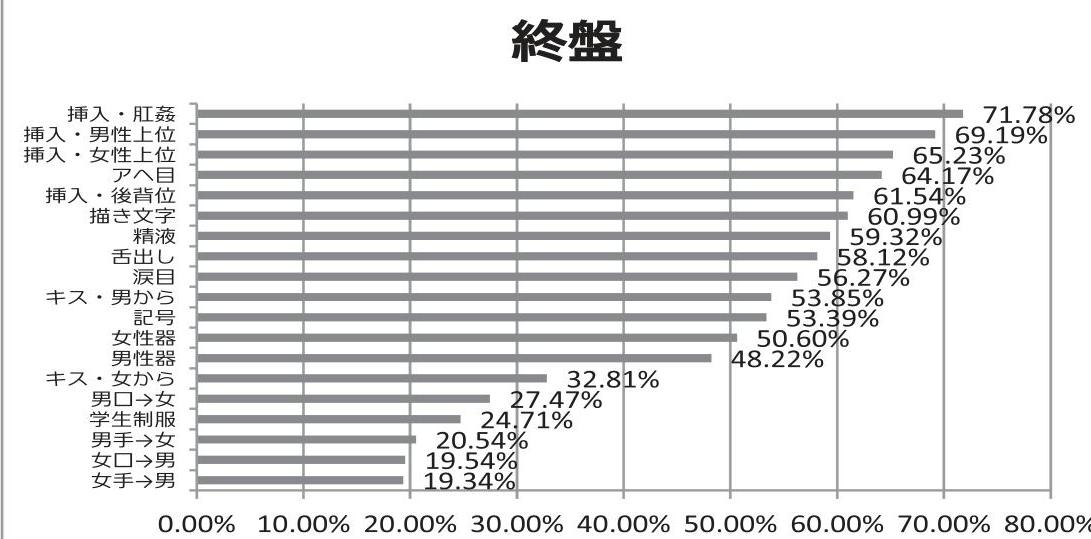 終盤
挿入・肛姦 71.78%
挿入・男性上位 69.19%
挿入・女性上位 65.23%
アヘ目 64.17%
挿入・後背位 61.54%
描き文字 60.99%
精液 59.32%
舌出し 58.12%
涙目 56.27%
キス・男から 53.85%
記号 53.39%
女性器 50.60%
男性器 48.22%
キス・女から 32.81%
男口→女 27.47%
学生制服 24.71%
男手→女 20.54%
女口→男 19.54%
女手→男 19.34%
0.00% 10.00% 20.00% 30.00% 40.00% 50.00% 60.00% 70.00% 80.00%